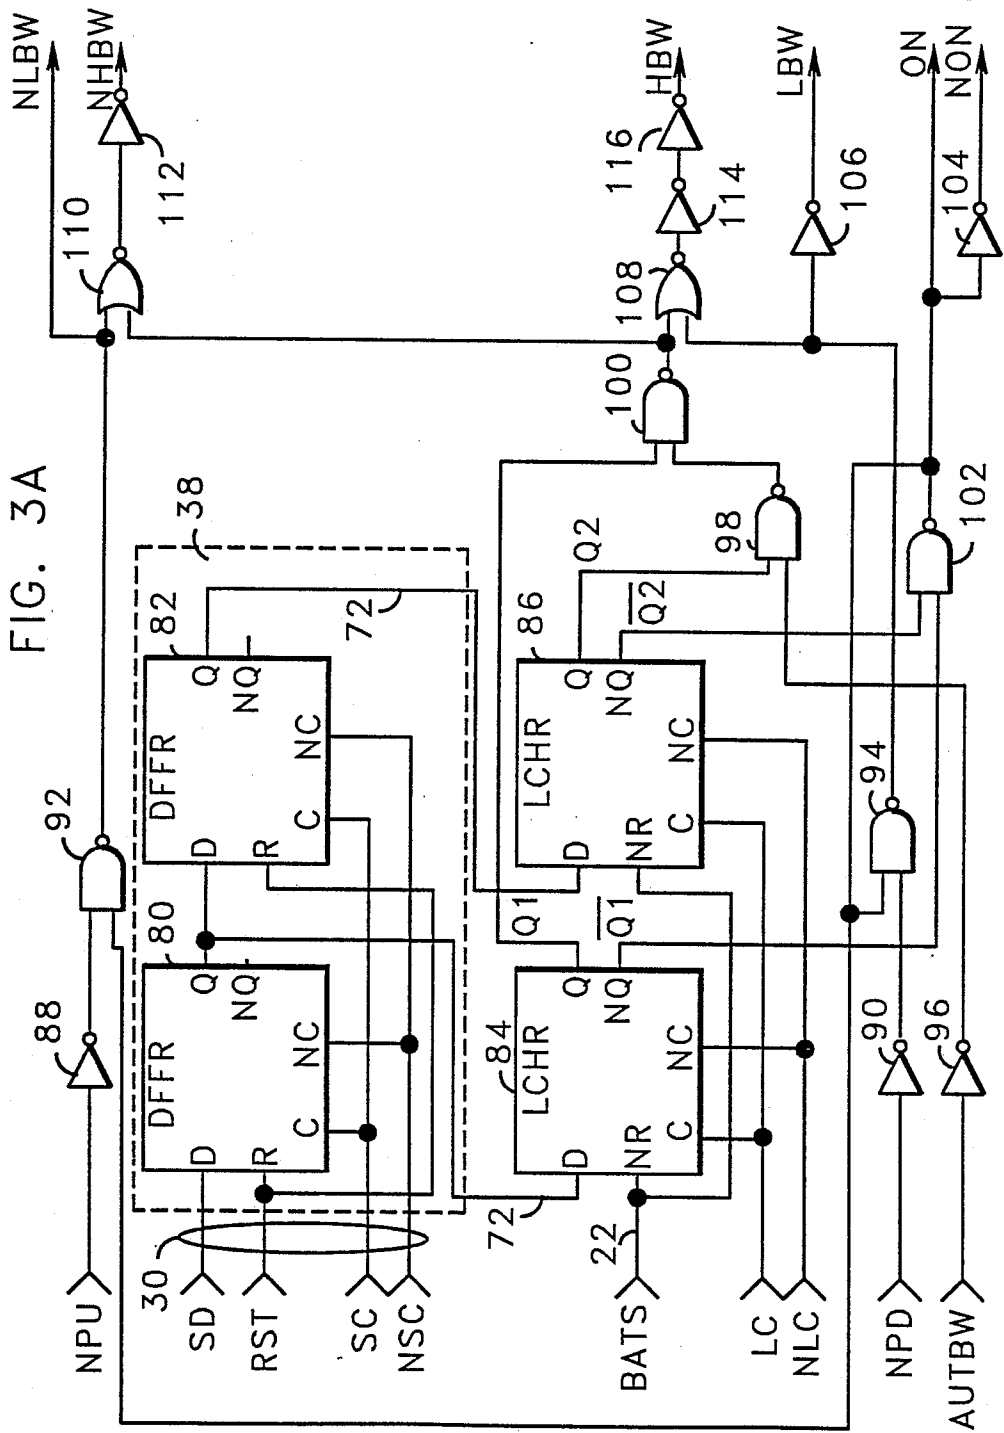 FIG. 3A
NLBW
NHBW
HBW
LBW
ON
NON
110
112
108
114
116
106
104
100
98
102
92
88
94
90
96
38
82
72
DFFR
Q
NQ
D
R
C
NC
80
DFFR
Q
NQ
D
R
C
NC
30
86
LCHR
Q
NQ
D
NR
C
NC
Q2
Q2
84
LCHR
Q
NQ
D
NR
C
NC
Q1
Q1
72
22
NPU
SD
RST
SC
NSC
BATS
LC
NLC
NPD
AUTBW